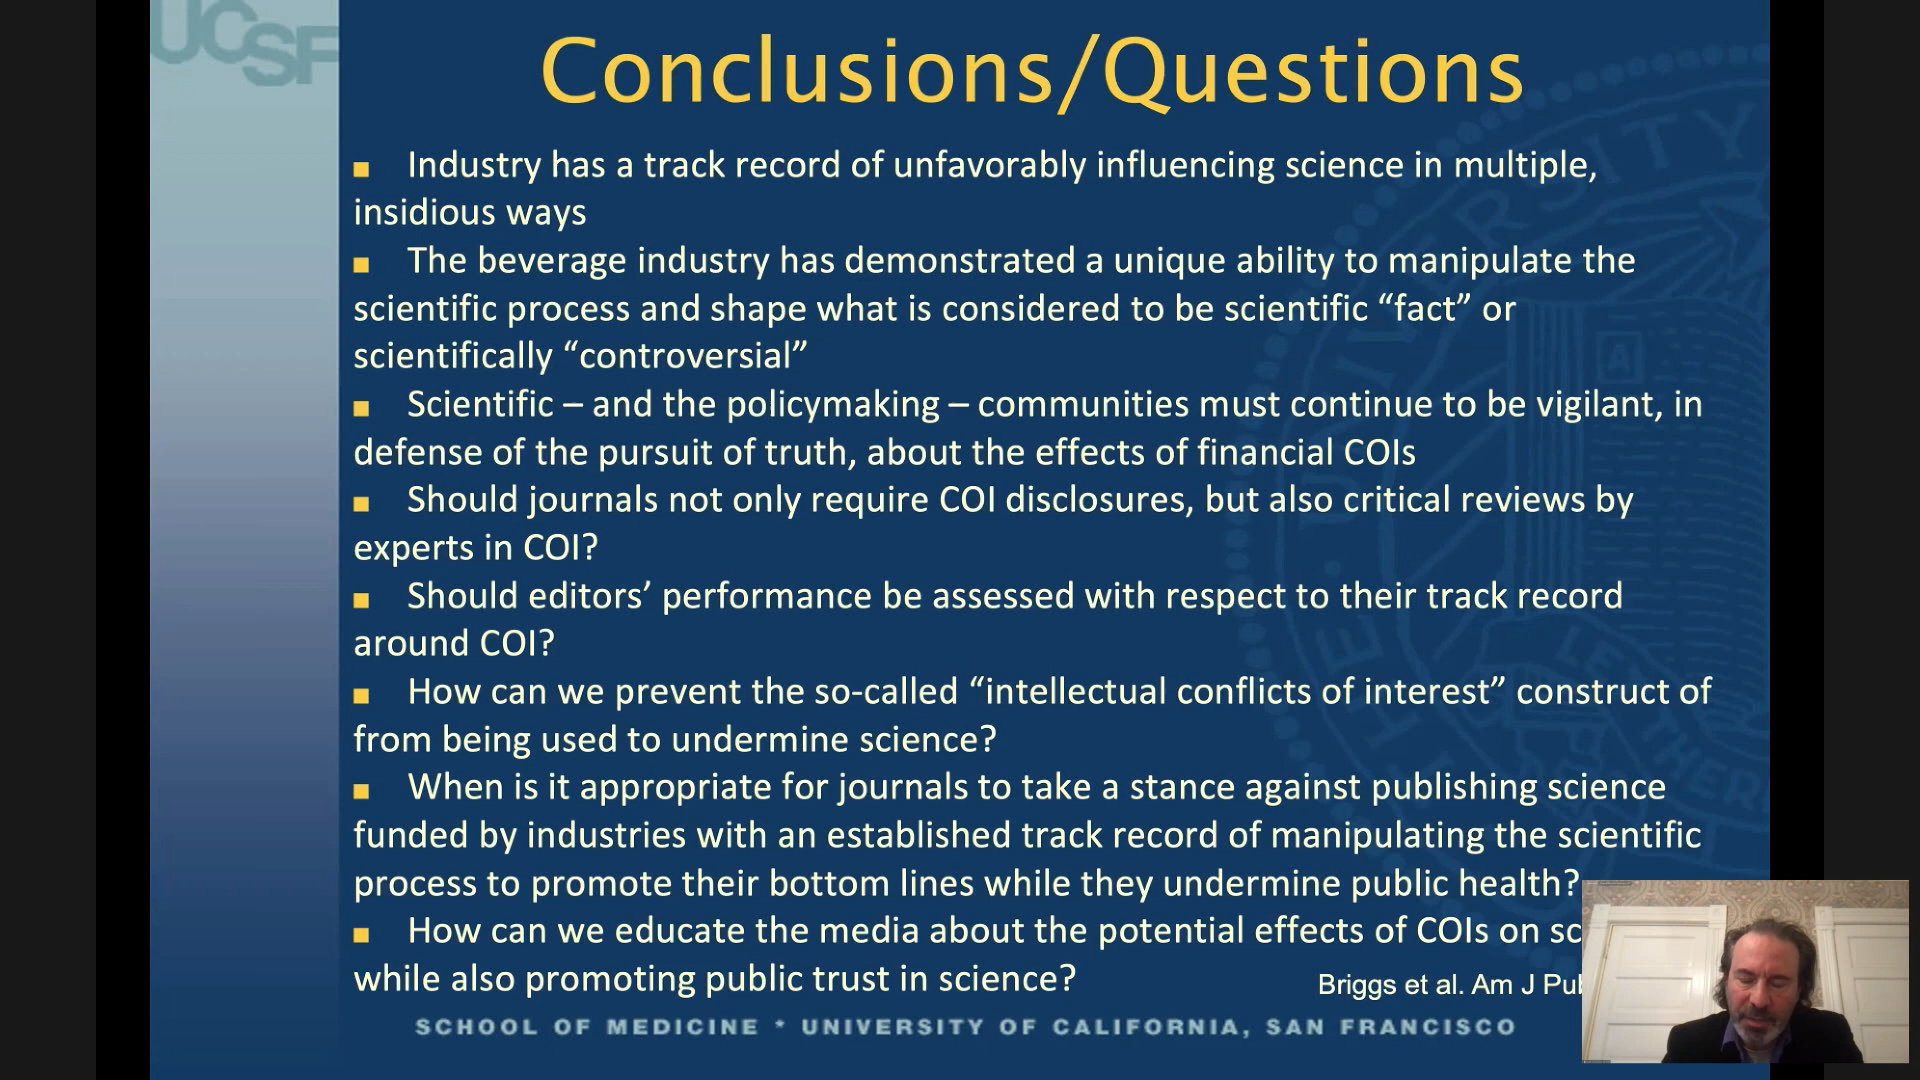 UCSF
Conclusions/Questions
■ Industry has a track record of unfavorably influencing science in multiple,
insidious ways
■ The beverage industry has demonstrated a unique ability to manipulate the
scientific process and shape what is considered to be scientific “fact” or
scientifically “controversial”
■ Scientific – and the policymaking – communities must continue to be vigilant, in
defense of the pursuit of truth, about the effects of financial COIs
■ Should journals not only require COI disclosures, but also critical reviews by
experts in COI?
■ Should editors’ performance be assessed with respect to their track record
around COI?
■ How can we prevent the so-called “intellectual conflicts of interest” construct of
from being used to undermine science?
■ When is it appropriate for journals to take a stance against publishing science
funded by industries with an established track record of manipulating the scientific
process to promote their bottom lines while they undermine public health?
■ How can we educate the media about the potential effects of COIs on sc
while also promoting public trust in science?
Briggs et al. Am J Pub
SCHOOL OF MEDICINE * UNIVERSITY OF CALIFORNIA, SAN FRANCISCO